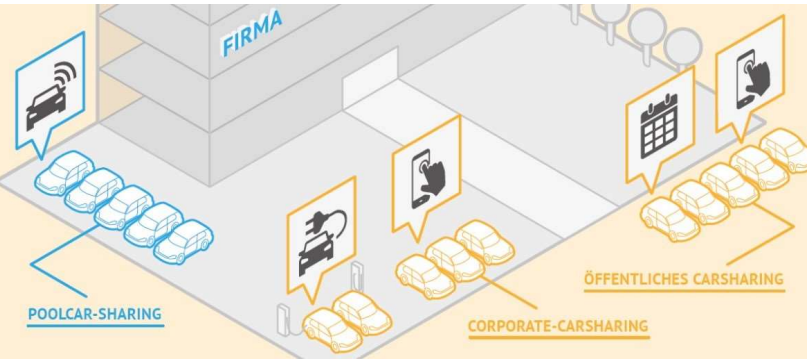 FIRMA
POOLCAR-SHARING
CORPORATE-CARSHARING
ÖFFENTLICHES CARSHARING